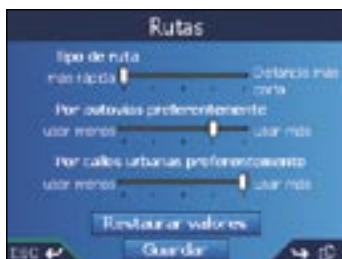 Rutas
Tipo de ruta
más rápida
Distancia más
corta
Por autovías preferentemente
usar menos
usar más
Por calles urbanas preferentemente
usar menos
usar más
Restaurar valores
Guardar
ESC